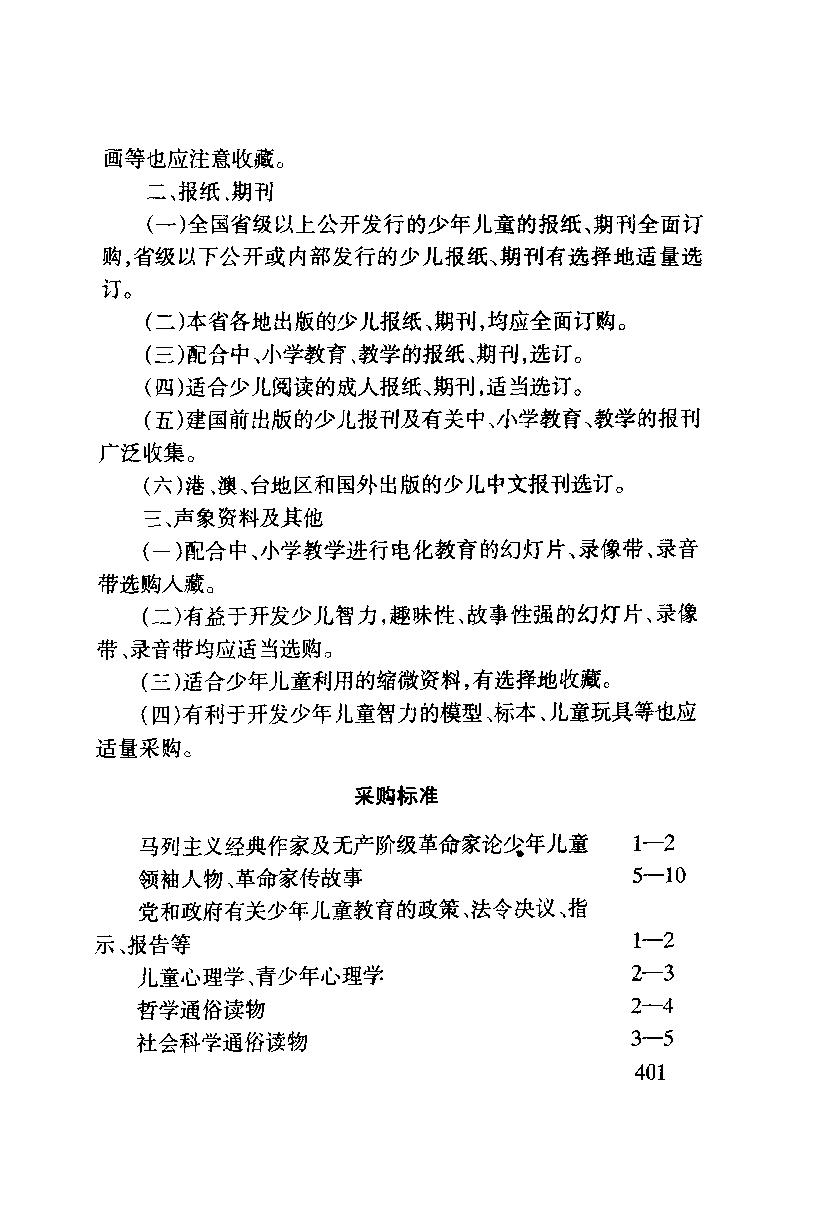 画等也应注意收藏。
二、报纸、期刊
(一)全国省级以上公开发行的少年儿童的报纸、期刊全面订
购,省级以下公开或内部发行的少儿报纸、期刊有选择地适量选
订。
(二)本省各地出版的少儿报纸、期刊,均应全面订购。
(三)配合中、小学教育、教学的报纸、期刊,选订。
(四)适合少儿阅读的成人报纸、期刊,适当选订。
(五)建国前出版的少儿报刊及有关中、小学教育、教学的报刊
广泛收集。
(六)港、澳、台地区和国外出版的少儿中文报刊选订。
三、声象资料及其他
(一)配合中、小学教学进行电化教育的幻灯片、录像带、录音
带选购入藏。
(二)有益于开发少儿智力,趣味性、故事性强的幻灯片、录像
带、录音带均应适当选购。
(三)适合少年儿童利用的缩微资料,有选择地收藏。
(四)有利于开发少年儿童智力的模型、标本、儿童玩具等也应
适量采购。
采购标准
马列主义经典作家及无产阶级革命家论少年儿童 1—2
领袖人物、革命家传故事 5—10
党和政府有关少年儿童教育的政策、法令决议、指
示、报告等 1—2
儿童心理学、青少年心理学 2—3
哲学通俗读物 2—4
社会科学通俗读物 3—5
401